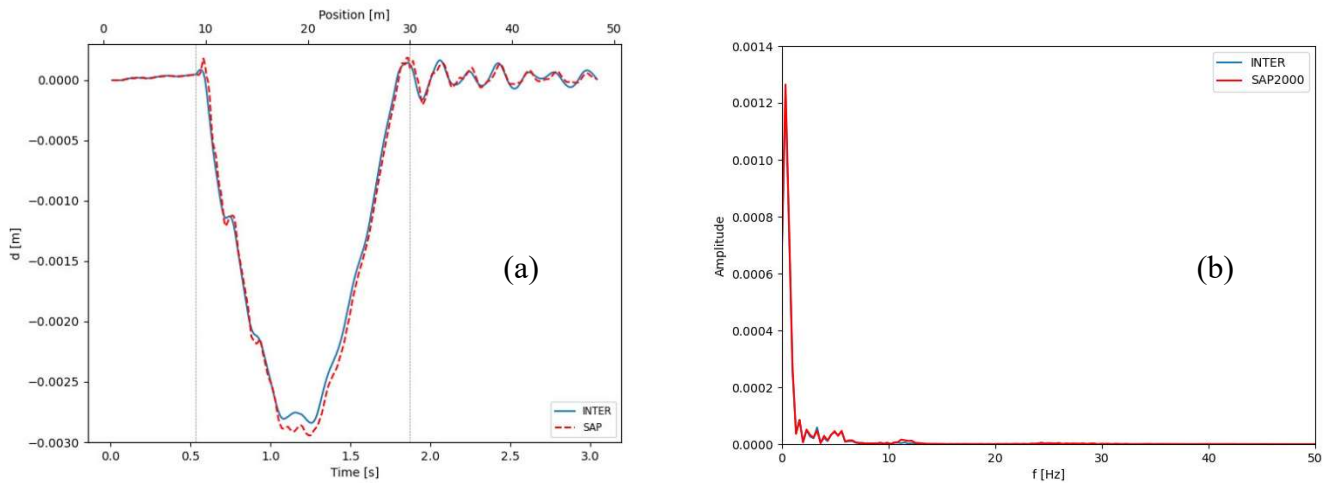 Position [m]
0 10 20 30 40 50
0.0000
−0.0005
−0.0010
−0.0015
−0.0020
−0.0025
−0.0030
d [m]
(a)
INTER
SAP
0.0 0.5 1.0 1.5 2.0 2.5 3.0
Time [s]
0.0014
0.0012
0.0010
0.0008
0.0006
0.0004
0.0002
0.0000
Amplitude
INTER
SAP2000
(b)
0 10 20 30 40 50
f [Hz]